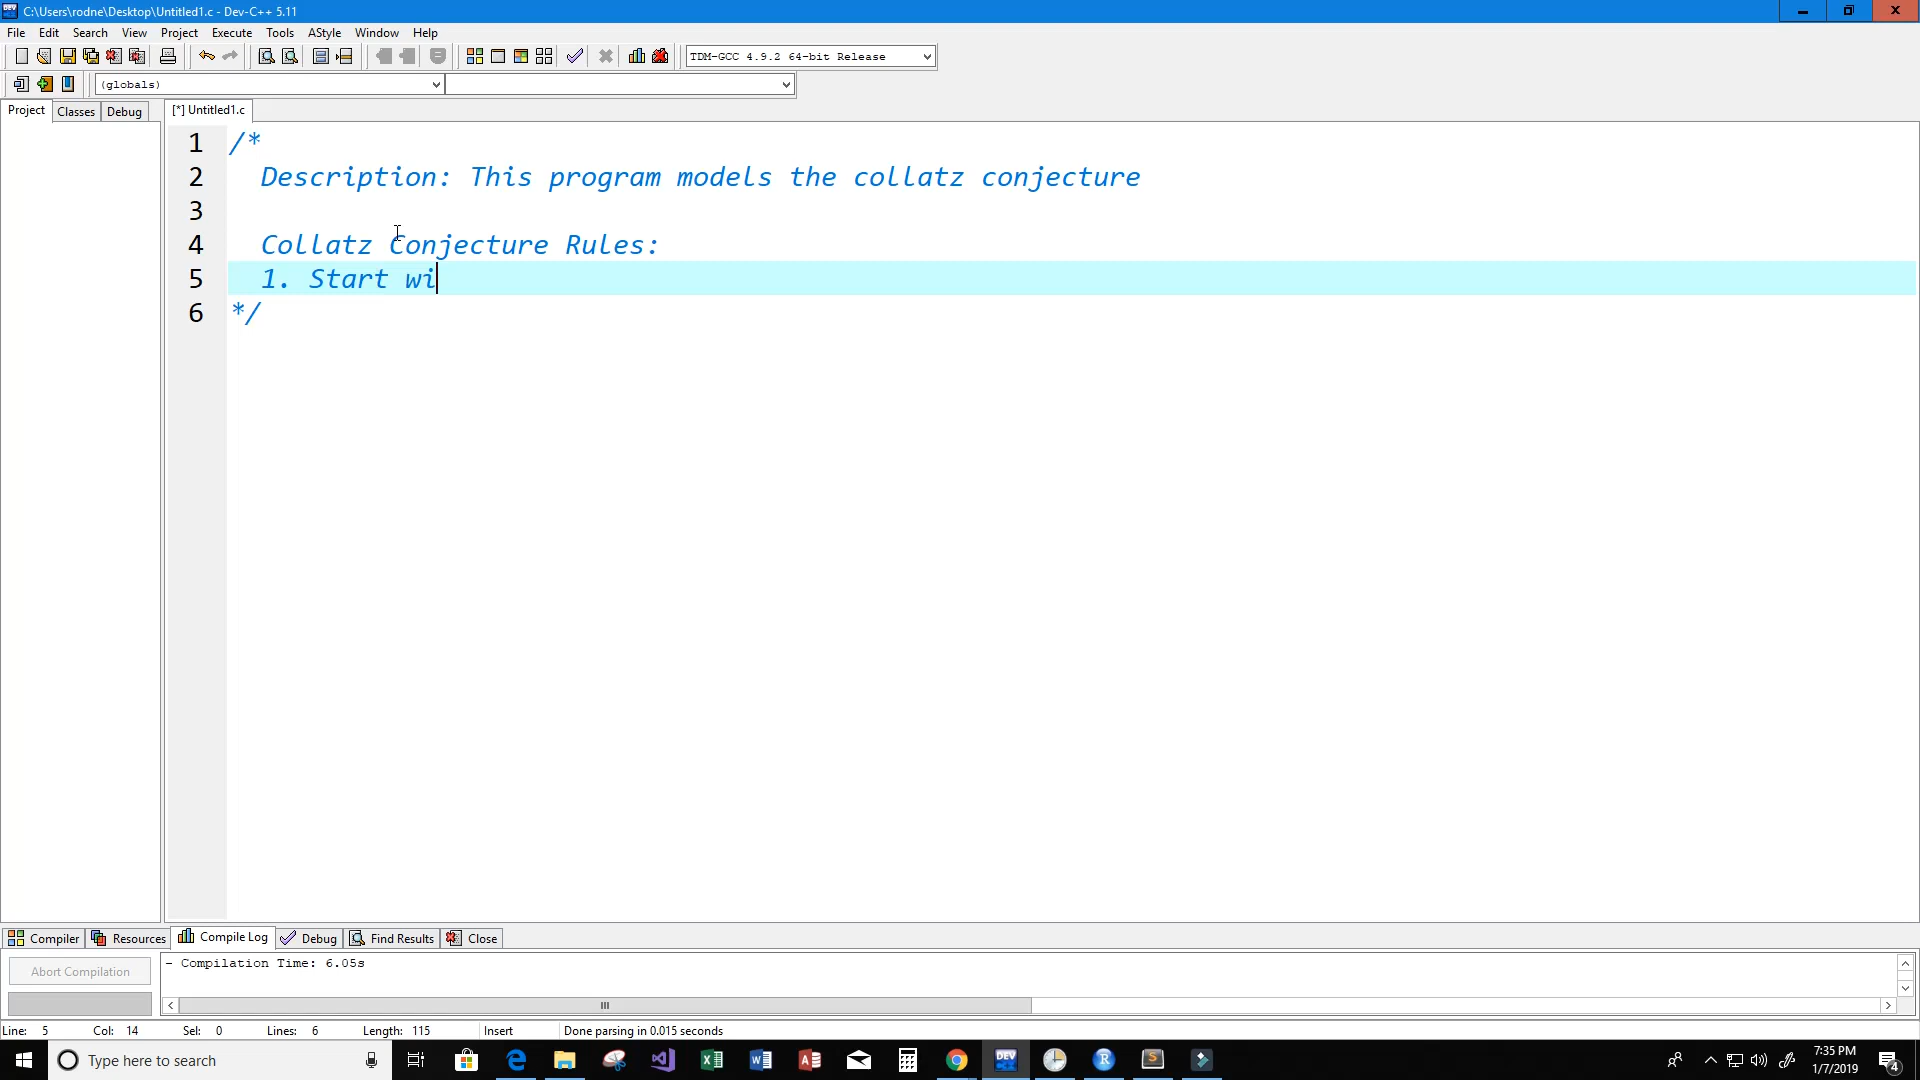 C:\Users\rodne\Desktop\Untitled1.c - Dev-C++ 5.11
File Edit Search View Project Execute Tools AStyle Window Help
TDM-GCC 4.9.2 64-bit Release
(globals)
Project Classes Debug [*] Untitled1.c
1 /*
2 Description: This program models the collatz conjecture
3
4 Collatz Conjecture Rules:
5 1. Start wi
6 */
Compiler Resources Compile Log Debug Find Results Close
Abort Compilation
- Compilation Time: 6.05s
Line: 5 Col: 14 Sel: 0 Lines: 6 Length: 115 Insert Done parsing in 0.015 seconds
Type here to search
7:35 PM
1/7/2019
4